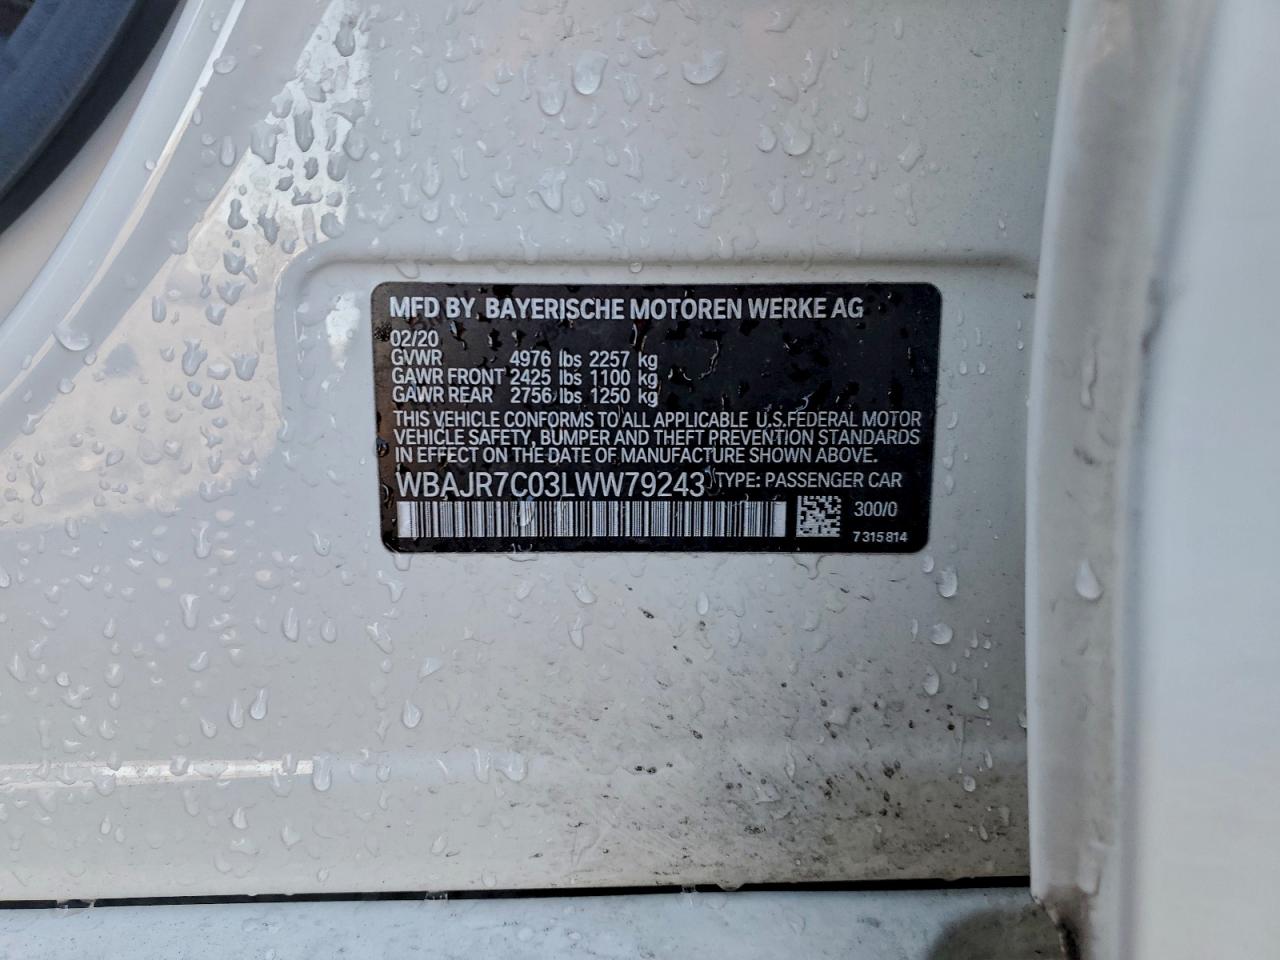 MFD BY. BAYERISCHE MOTOREN WERKE AG
02/20
GVWR 4976 lbs 2257 kg
GAWR FRONT 2425 lbs 1100 kg
GAWR REAR 2756 lbs 1250 kg
THIS VEHICLE CONFORMS TO ALL APPLICABLE U.S.FEDERAL MOTOR
VEHICLE SAFETY, BUMPER AND THEFT PREVENTION STANDARDS
IN EFFECT ON THE DATE OF MANUFACTURE SHOWN ABOVE.
WBAJR7C03LWW79243 TYPE: PASSENGER CAR
300/0
7315814